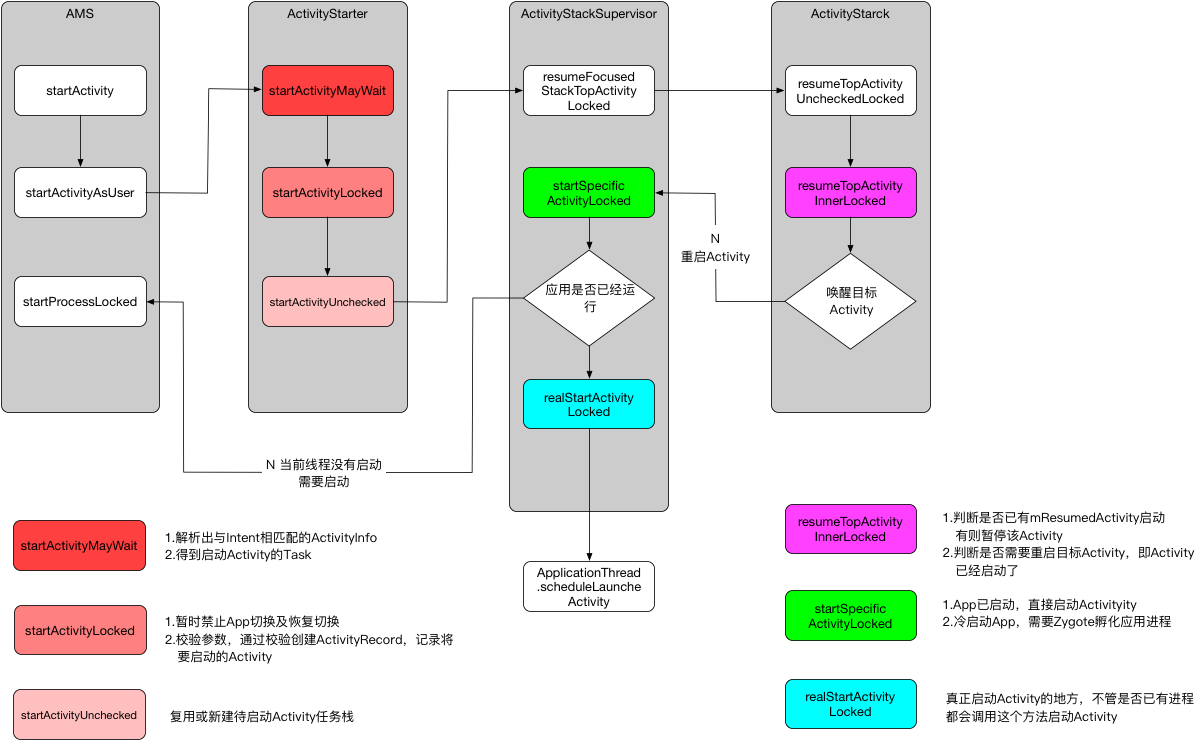 AMS
startActivity
startActivityAsUser
startProcessLocked
ActivityStarter
startActivityMayWait
startActivityLocked
startActivityUnchecked
ActivityStackSupervisor
resumeFocused
StackTopActivity
Locked
startSpecific
ActivityLocked
应用是否已经运
行
realStartActivity
Locked
ActivityStarck
resumeTopActivity
UncheckedLocked
resumeTopActivity
InnerLocked
唤醒目标
Activity
N
重启Activity
N 当前线程没有启动
需要启动
ApplicationThread
.scheduleLaunche
Activity
startActivityMayWait
1.解析出与Intent相匹配的ActivityInfo
2.得到启动Activity的Task
startActivityLocked
1.暂时禁止App切换及恢复切换
2.校验参数，通过校验创建ActivityRecord，记录将
要启动的Activity
startActivityUnchecked
复用或新建待启动Activity任务栈
resumeTopActivity
InnerLocked
1.判断是否已有mResumedActivity启动
有则暂停该Activity
2.判断是否需要重启目标Activity，即Activity
已经启动了
startSpecific
ActivityLocked
1.App已启动，直接启动Activityity
2.冷启动App，需要Zygote孵化应用进程
realStartActivity
Locked
真正启动Activity的地方，不管是否已有进程
都会调用这个方法启动Activity